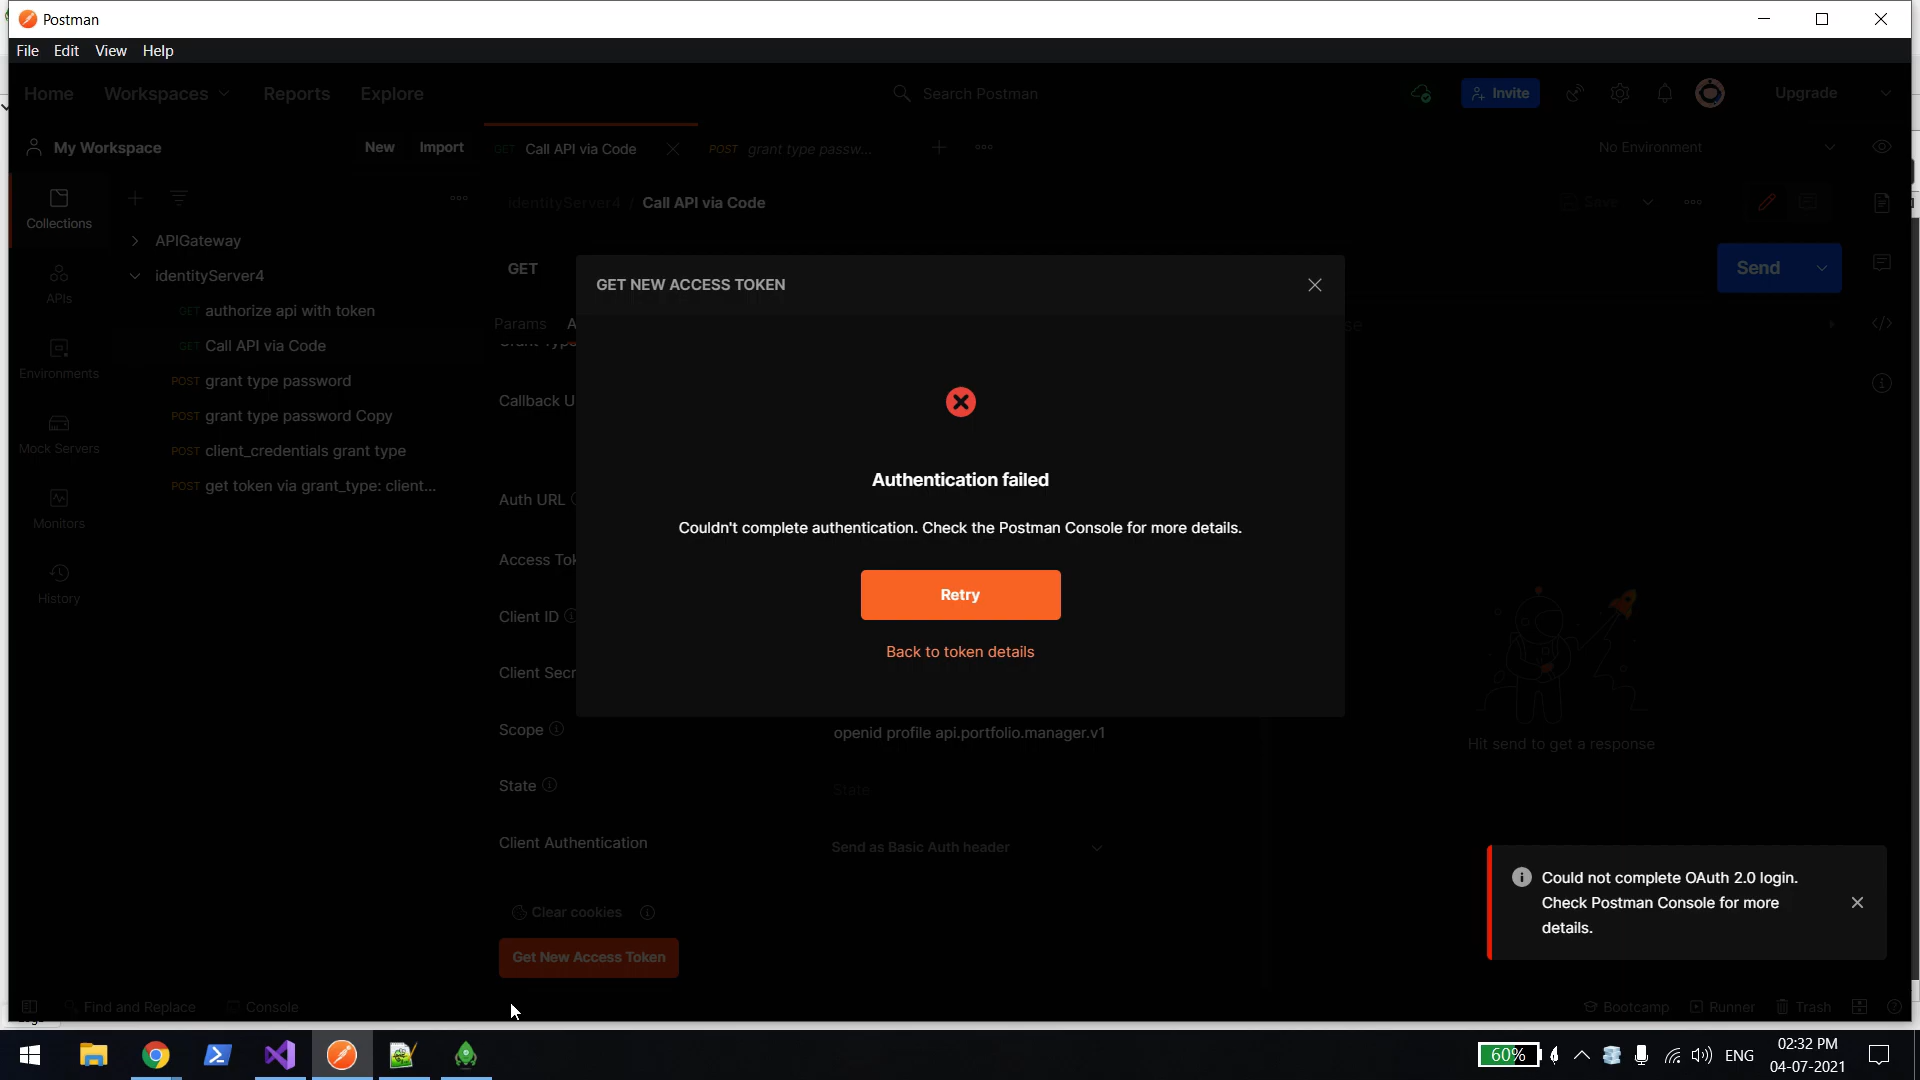 Postman
File Edit View Help
Home Workspaces Reports Explore
Search Postman
Invite
Upgrade
My Workspace
New Import
GET Call API via Code
POST grant type passw...
No Environment
identityServer4 / Call API via Code
Save
Collections
APIs
Environments
Mock Servers
Monitors
History
APIGateway
identityServer4
GET authorize api with token
GET Call API via Code
POST grant type password
POST grant type password Copy
POST client_credentials grant type
POST get token via grant_type: client...
GET
Send
Params A
Grant Type
Callback U
Auth URL
Access Tok
Client ID
Client Secr
Scope
openid profile api.portfolio.manager.v1
State
State
Client Authentication
Send as Basic Auth header
Clear cookies
Get New Access Token
GET NEW ACCESS TOKEN
Authentication failed
Couldn't complete authentication. Check the Postman Console for more details.
Retry
Back to token details
Hit send to get a response
Could not complete OAuth 2.0 login.
Check Postman Console for more
details.
Find and Replace Console
Bootcamp Runner Trash
60%
ENG
02:32 PM
04-07-2021